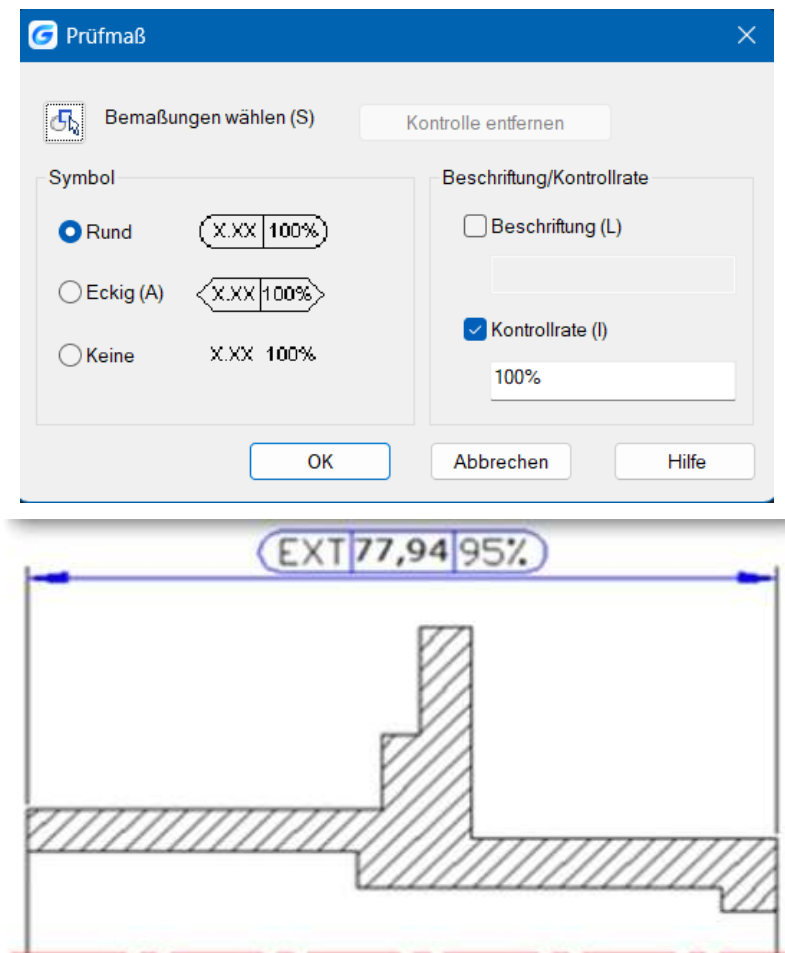 Prüfmaß
Bemaßungen wählen (S)
Kontrolle entfernen
Symbol
Rund
X.XX 100%
Eckig (A)
X.XX 100%
Keine
X.XX 100%
Beschriftung/Kontrollrate
Beschriftung (L)
Kontrollrate (I)
100%
OK
Abbrechen
Hilfe
EXT 77,94 95%